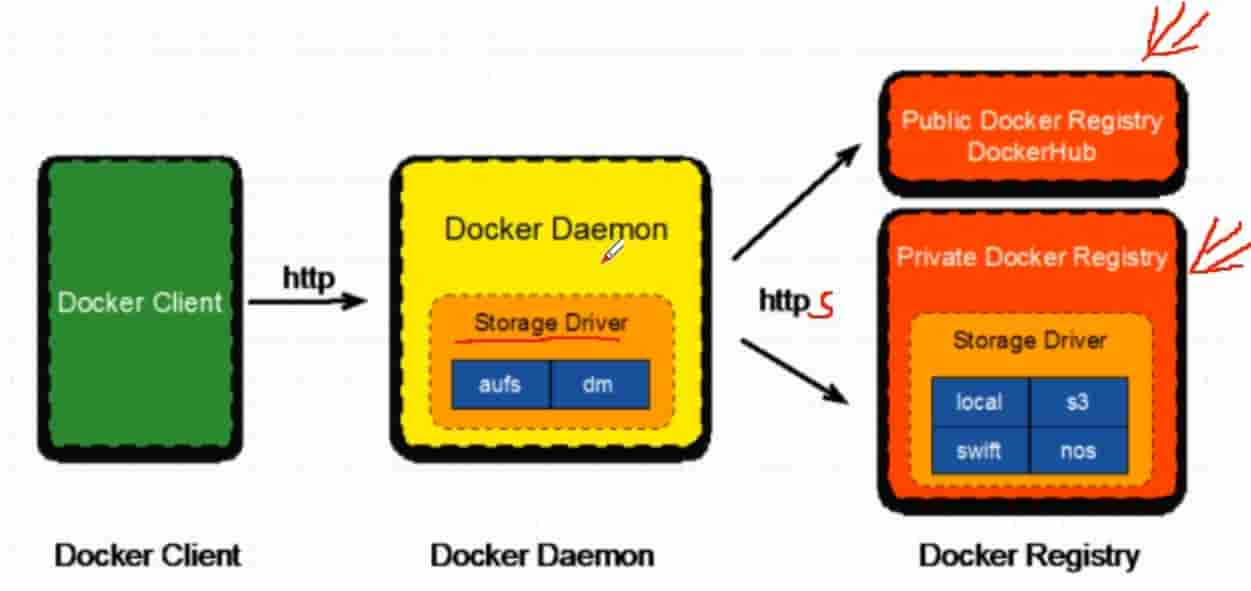 Docker Client
http
Docker Daemon
Storage Driver
aufs
dm
https
Public Docker Registry
DockerHub
Private Docker Registry
Storage Driver
local
s3
swift
nos
Docker Client
Docker Daemon
Docker Registry